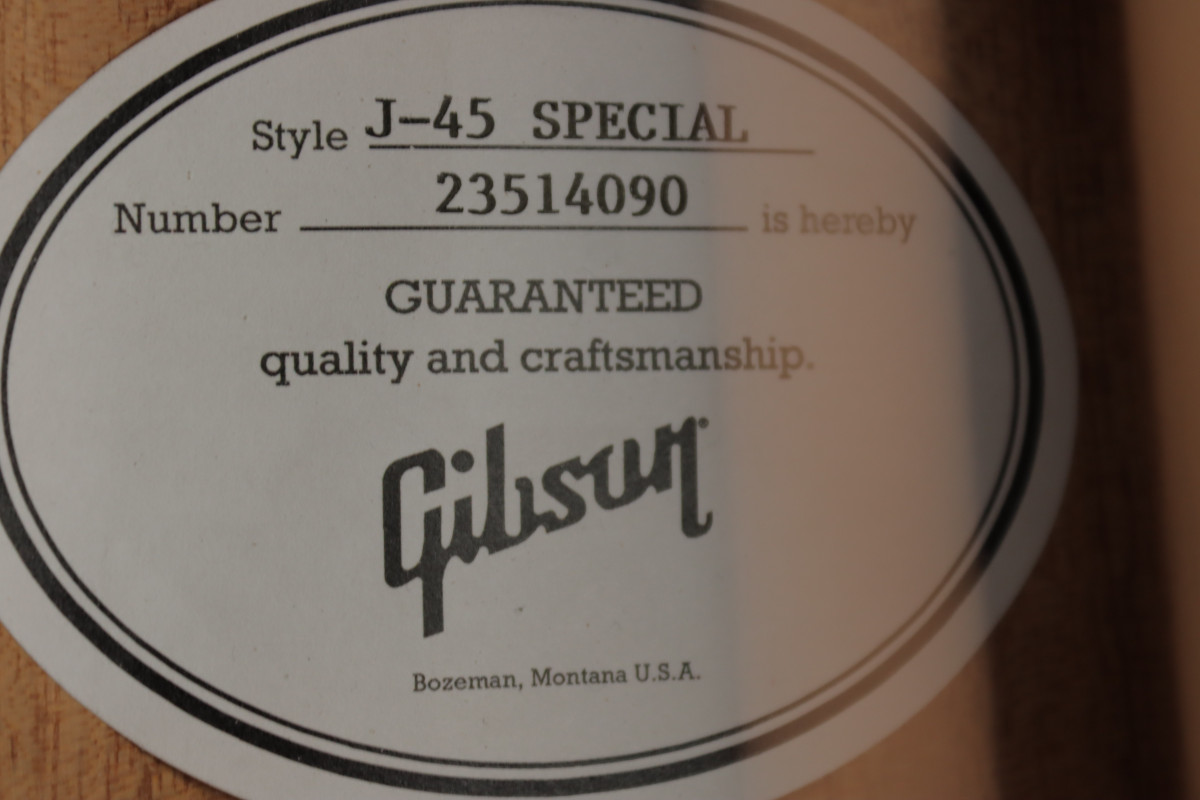 Style J-45 SPECIAL
Number 23514090 is hereby
GUARANTEED
quality and craftsmanship.
Gibson
Bozeman, Montana U.S.A.